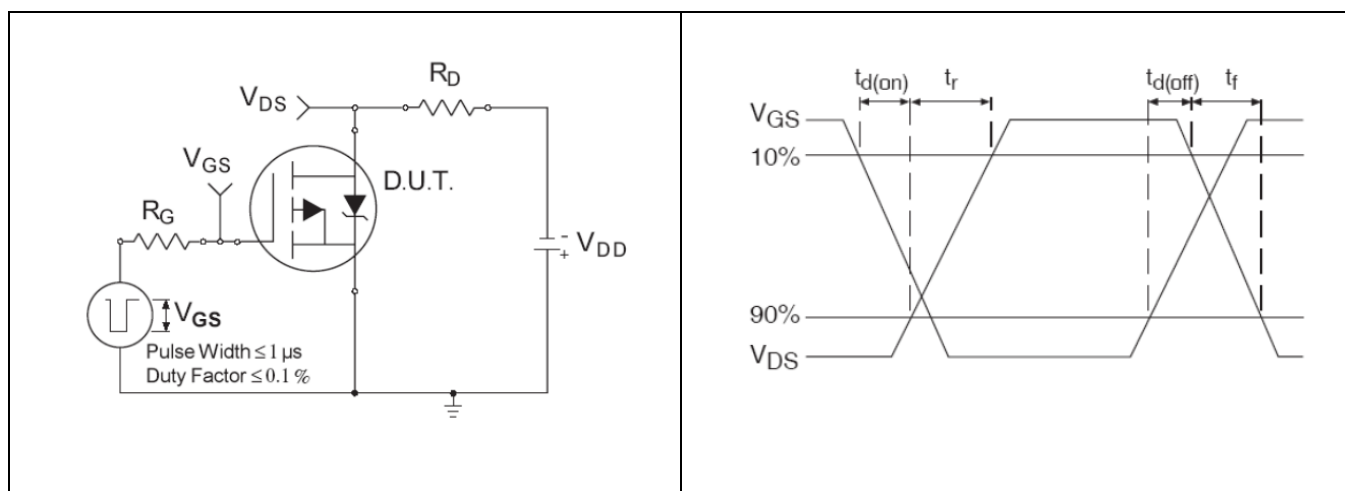 R_D
V_DS
V_GS
D.U.T.
R_G
-
+
V_DD
V_GS
Pulse Width ≤ 1 µs
Duty Factor ≤ 0.1 %
t_d(on) t_r t_d(off) t_f
V_GS
10%
90%
V_DS